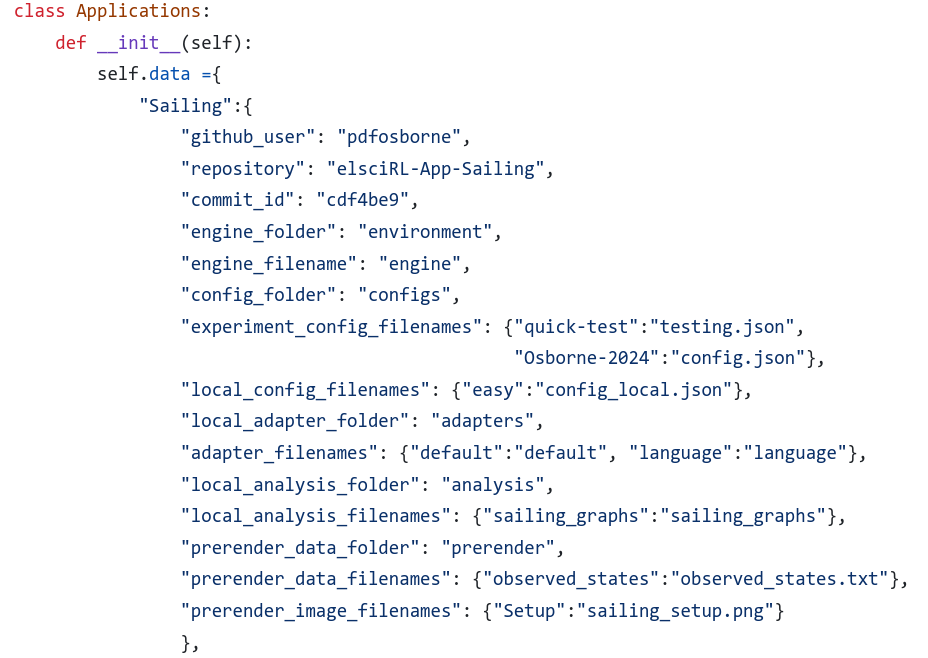 class Applications:
    def __init__(self):
        self.data ={
            "Sailing":{
                "github_user": "pdfosborne",
                "repository": "elsciRL-App-Sailing",
                "commit_id": "cdf4be9",
                "engine_folder": "environment",
                "engine_filename": "engine",
                "config_folder": "configs",
                "experiment_config_filenames": {"quick-test":"testing.json",
                                                "Osborne-2024":"config.json"},
                "local_config_filenames": {"easy":"config_local.json"},
                "local_adapter_folder": "adapters",
                "adapter_filenames": {"default":"default", "language":"language"},
                "local_analysis_folder": "analysis",
                "local_analysis_filenames": {"sailing_graphs":"sailing_graphs"},
                "prerender_data_folder": "prerender",
                "prerender_data_filenames": {"observed_states":"observed_states.txt"},
                "prerender_image_filenames": {"Setup":"sailing_setup.png"}
                },